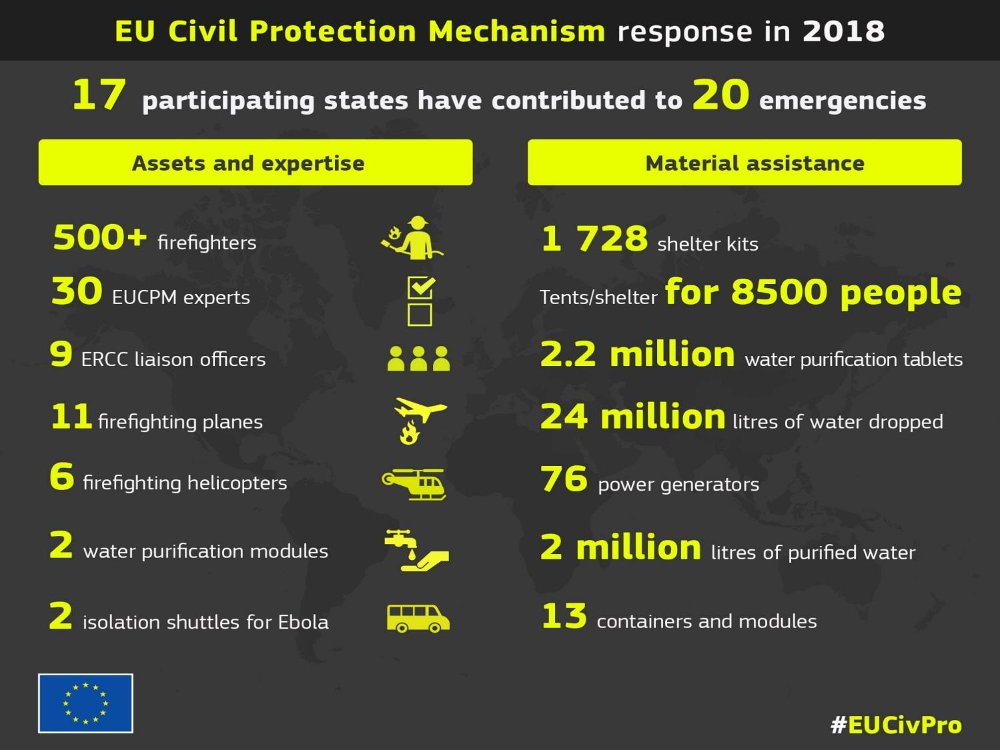 EU Civil Protection Mechanism response in 2018
17 participating states have contributed to 20 emergencies
Assets and expertise
500+ firefighters
30 EUCPM experts
9 ERCC liaison officers
11 firefighting planes
6 firefighting helicopters
2 water purification modules
2 isolation shuttles for Ebola
Material assistance
1 728 shelter kits
Tents/shelter for 8500 people
2.2 million water purification tablets
24 million litres of water dropped
76 power generators
2 million litres of purified water
13 containers and modules
#EUCivPro